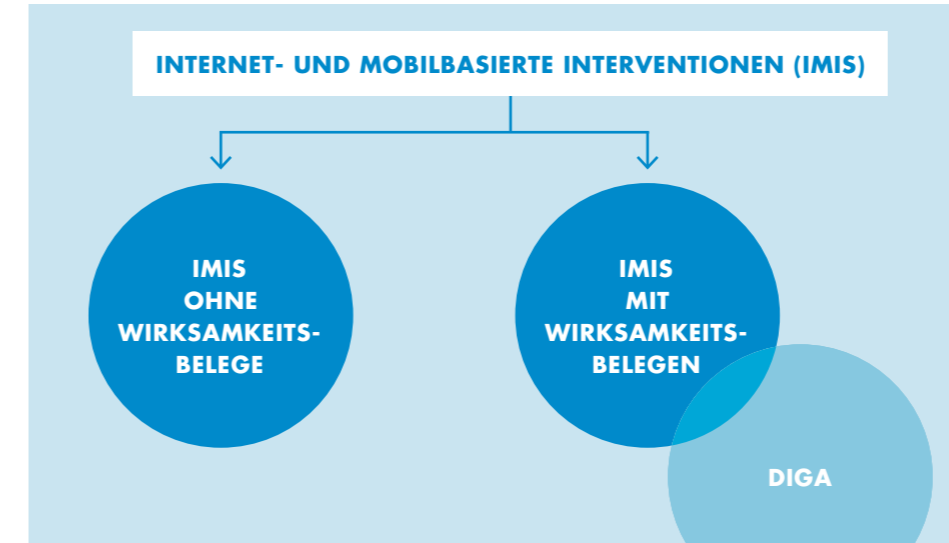 INTERNET- UND MOBILBASIERTE INTERVENTIONEN (IMIS)
IMIS
OHNE
WIRKSAMKEITS-
BELEGE
IMIS
MIT
WIRKSAMKEITS-
BELEGEN
DIGA